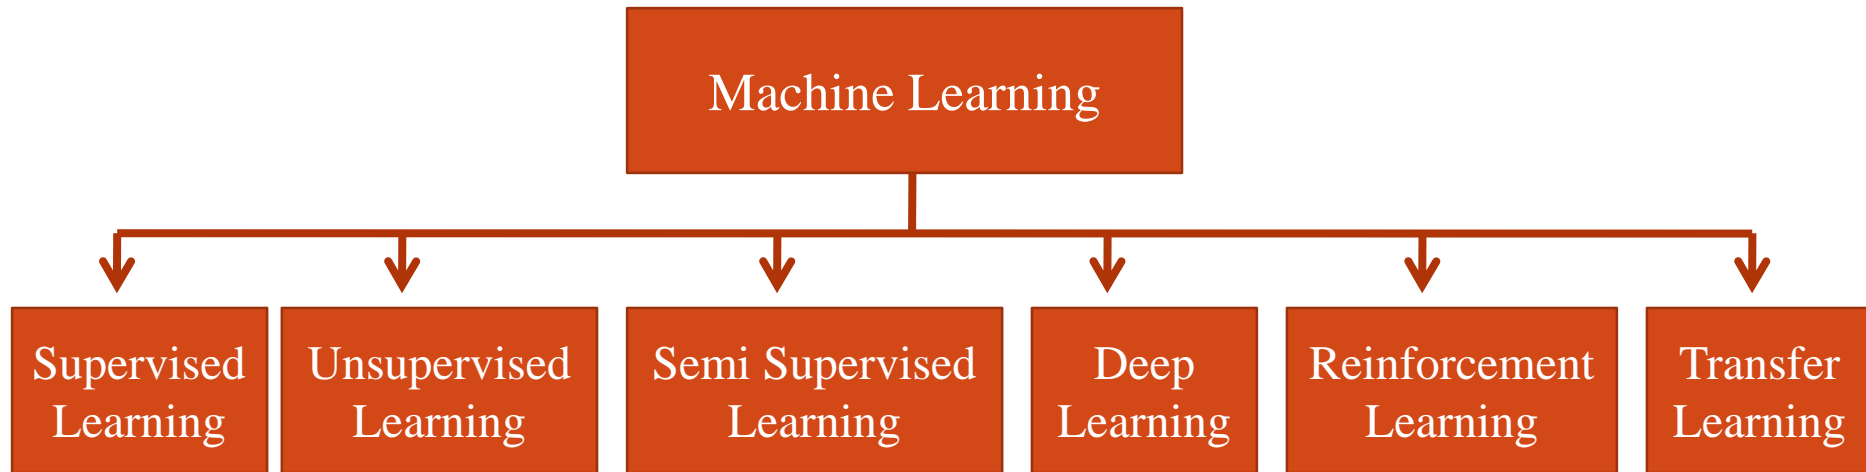 Machine Learning
Supervised
Learning
Unsupervised
Learning
Semi Supervised
Learning
Deep
Learning
Reinforcement
Learning
Transfer
Learning